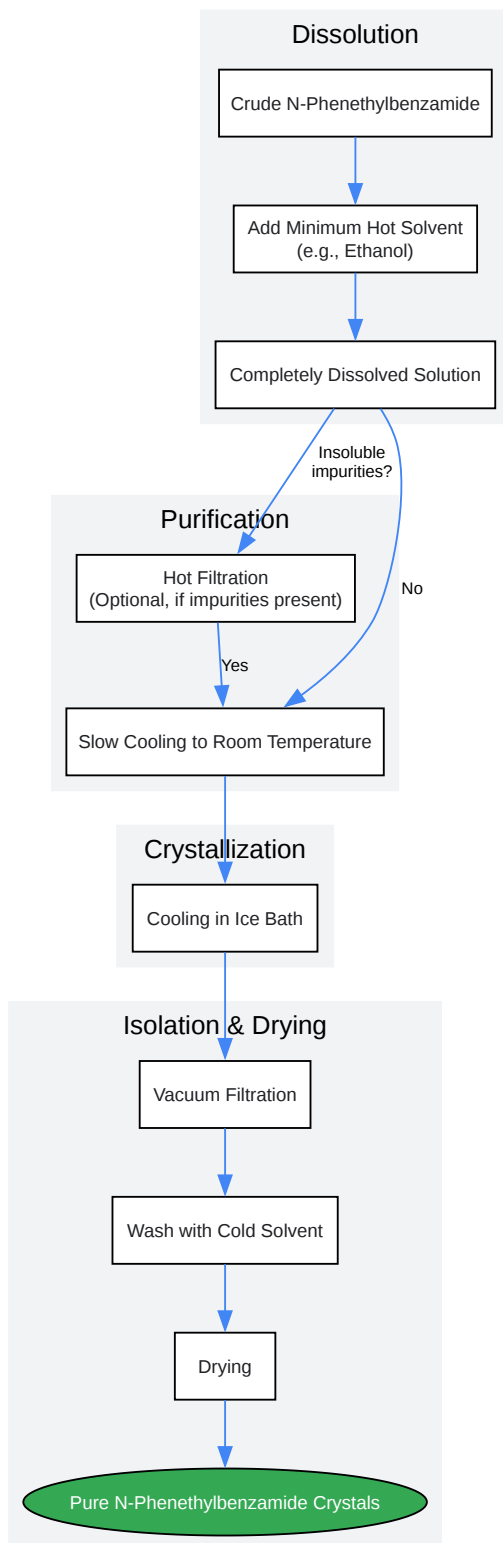 Dissolution
Crude N-Phenethylbenzamide
Add Minimum Hot Solvent
(e.g., Ethanol)
Completely Dissolved Solution
Insoluble
impurities?
Purification
Hot Filtration
(Optional, if impurities present)
No
Yes
Slow Cooling to Room Temperature
Crystallization
Cooling in Ice Bath
Isolation & Drying
Vacuum Filtration
Wash with Cold Solvent
Drying
Pure N-Phenethylbenzamide Crystals